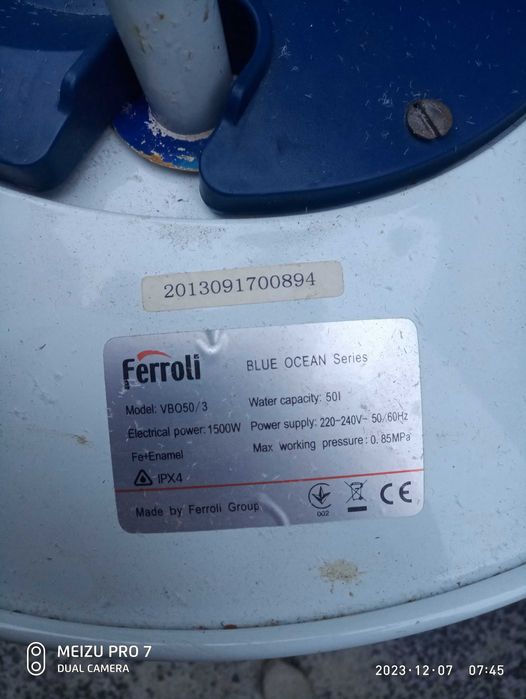 2013091700894
Ferroli
BLUE OCEAN Series
Model: VBO50/3
Water capacity: 50l
Electrical power: 1500W
Power supply: 220-240V~ 50/60Hz
Fe+Enamel
Max working pressure: 0.85MPa
IPX4
Made by Ferroli Group
002
CE
MEIZU PRO 7
DUAL CAMERA
2023·12·07 07:45